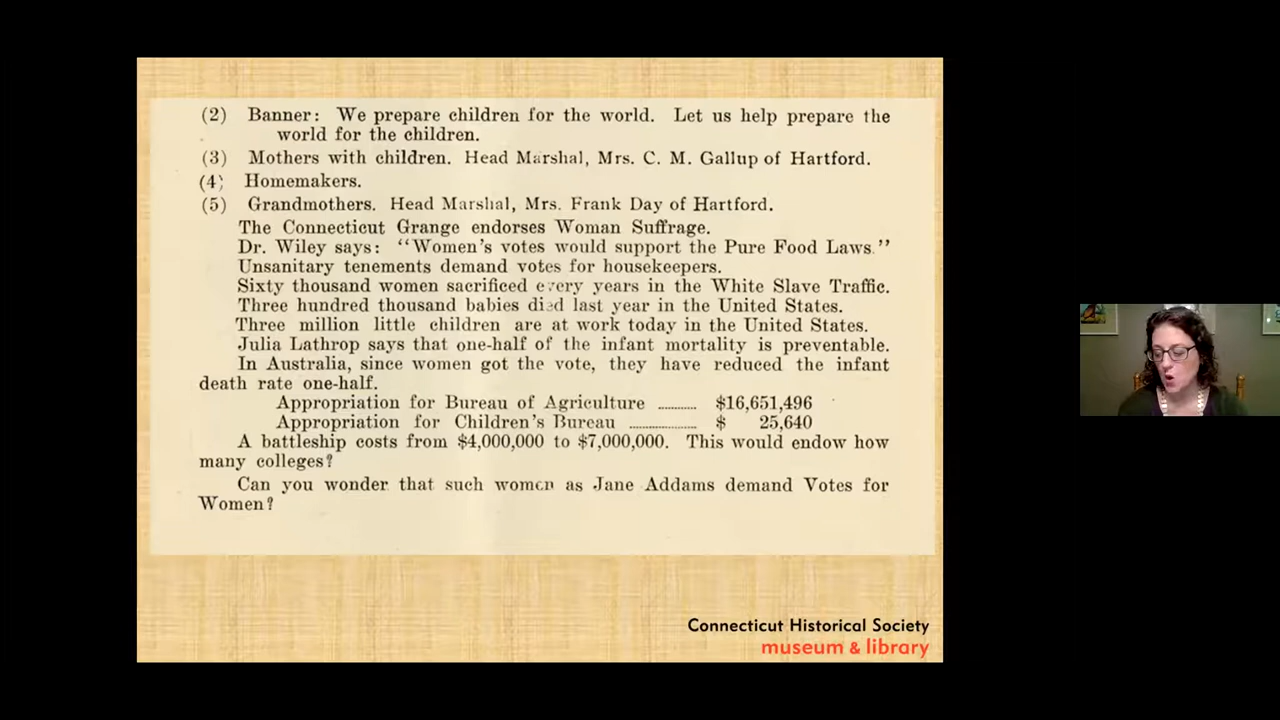 (2) Banner: We prepare children for the world. Let us help prepare the
world for the children.
(3) Mothers with children. Head Marshal, Mrs. C. M. Gallup of Hartford.
(4) Homemakers.
(5) Grandmothers. Head Marshal, Mrs. Frank Day of Hartford.
The Connecticut Grange endorses Woman Suffrage.
Dr. Wiley says: “Women’s votes would support the Pure Food Laws.”
Unsanitary tenements demand votes for housekeepers.
Sixty thousand women sacrificed every years in the White Slave Traffic.
Three hundred thousand babies died last year in the United States.
Three million little children are at work today in the United States.
Julia Lathrop says that one-half of the infant mortality is preventable.
In Australia, since women got the vote, they have reduced the infant
death rate one-half.
Appropriation for Bureau of Agriculture ........... $16,651,496
Appropriation for Children’s Bureau .................... $ 25,640
A battleship costs from $4,000,000 to $7,000,000. This would endow how
many colleges?
Can you wonder that such women as Jane Addams demand Votes for
Women?
Connecticut Historical Society
museum & library